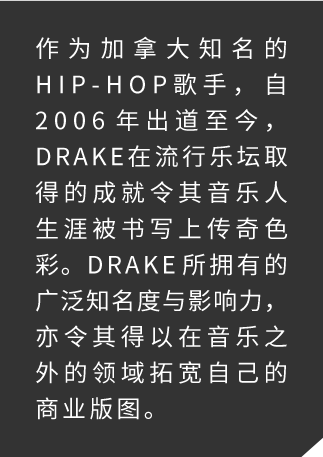 作为加拿大知名的
HIP-HOP歌手，自
2006 年出道至今，
DRAKE在流行乐坛取
得的成就令其音乐人
生涯被书写上传奇色
彩。DRAKE所拥有的
广泛知名度与影响力，
亦令其得以在音乐之
外的领域拓宽自己的
商业版图。